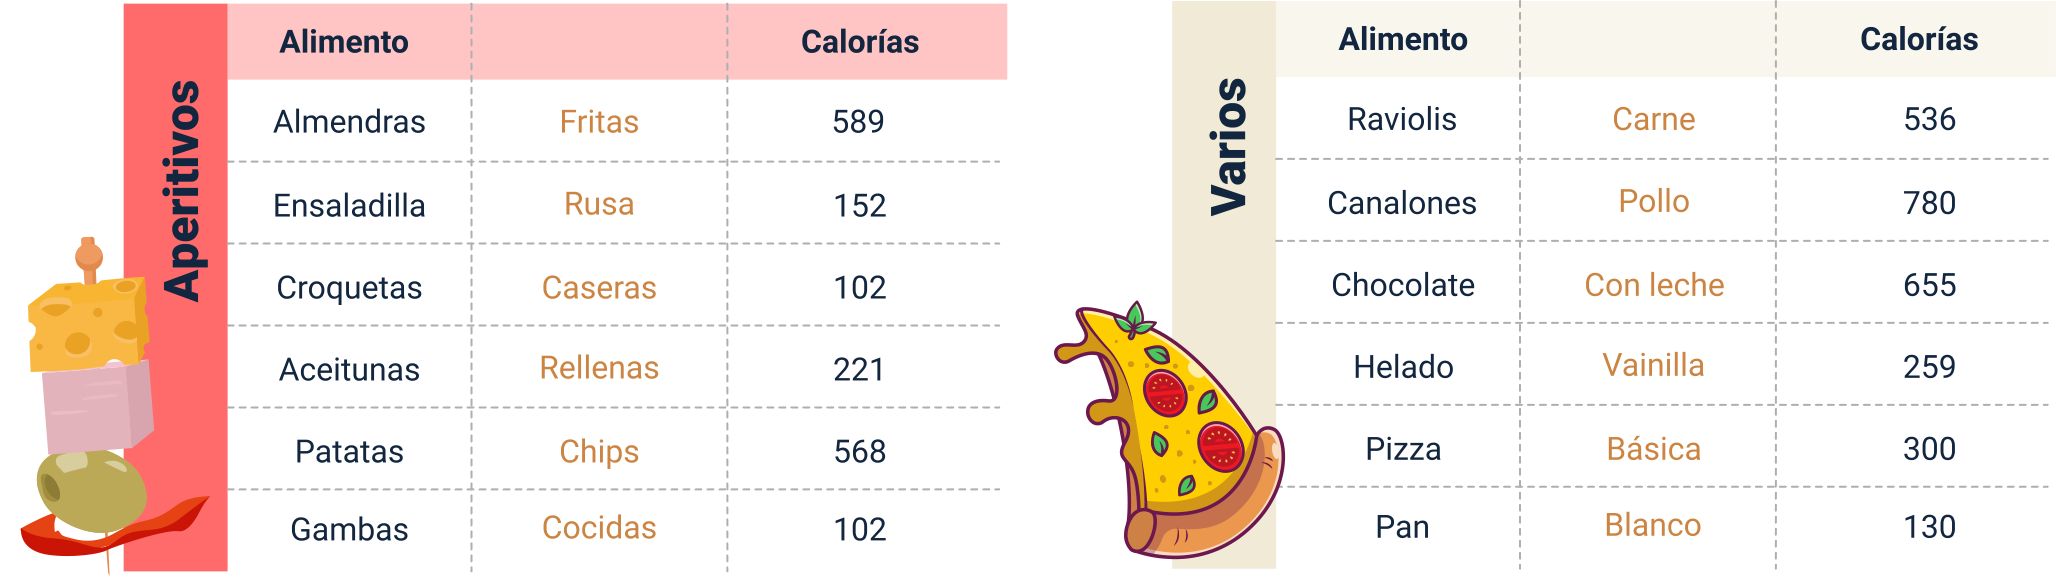 Aperitivos
Alimento Calorías
Almendras Fritas 589
Ensaladilla Rusa 152
Croquetas Caseras 102
Aceitunas Rellenas 221
Patatas Chips 568
Gambas Cocidas 102
Varios
Alimento Calorías
Raviolis Carne 536
Canalones Pollo 780
Chocolate Con leche 655
Helado Vainilla 259
Pizza Básica 300
Pan Blanco 130